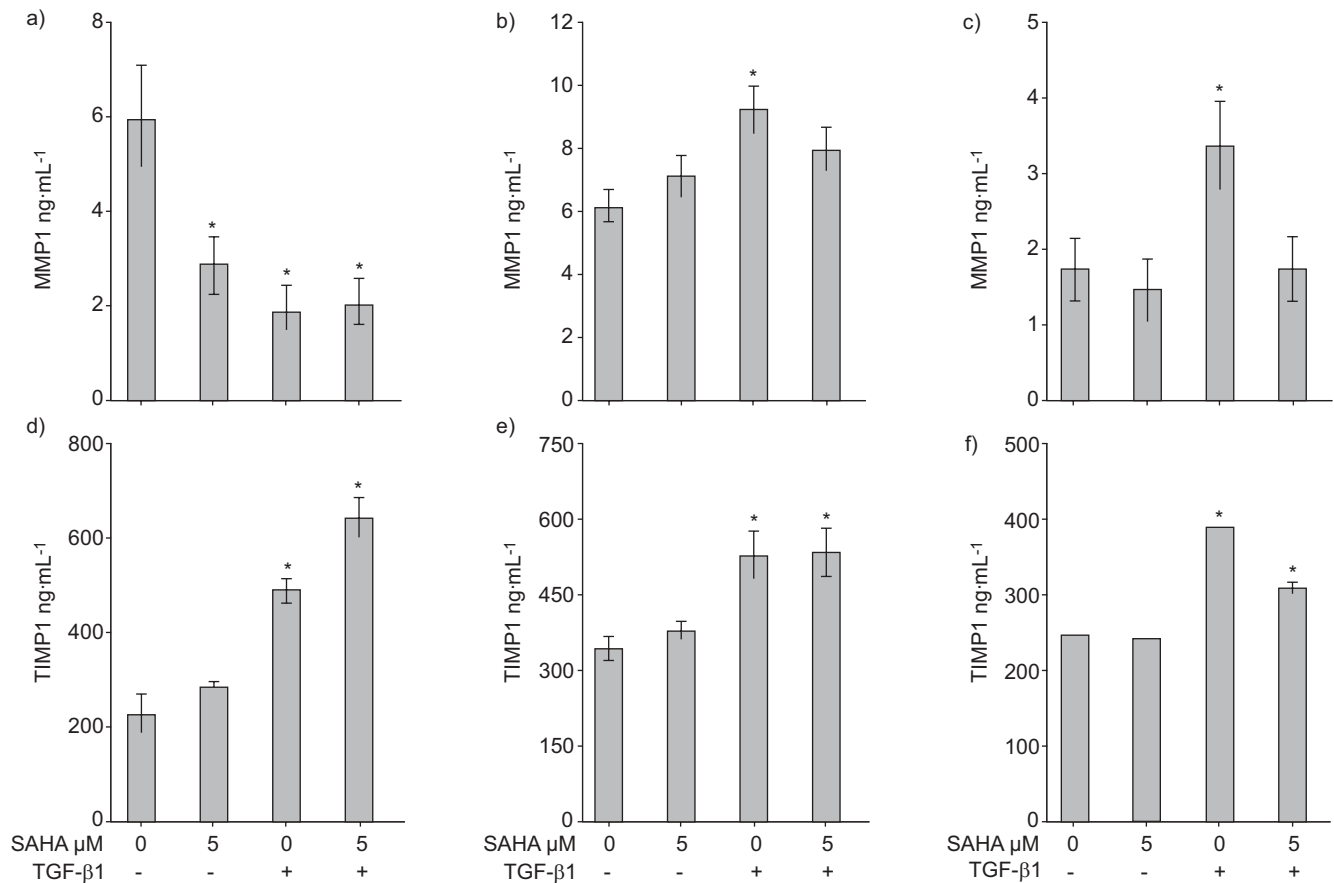 a)
8
6
4
2
0
MMP1 ng·mL⁻¹
*
*
*
b)
12
10
8
6
4
2
0
MMP1 ng·mL⁻¹
*
c)
5
4
3
2
1
0
MMP1 ng·mL⁻¹
*
d)
800
600
400
200
0
TIMP1 ng·mL⁻¹
*
*
e)
750
600
450
300
150
0
TIMP1 ng·mL⁻¹
*
*
f)
500
400
300
200
100
0
TIMP1 ng·mL⁻¹
*
*
SAHA µM 0 5 0 5
TGF-β1 - - + +
SAHA µM 0 5 0 5
TGF-β1 - - + +
SAHA µM 0 5 0 5
TGF-β1 - - + +